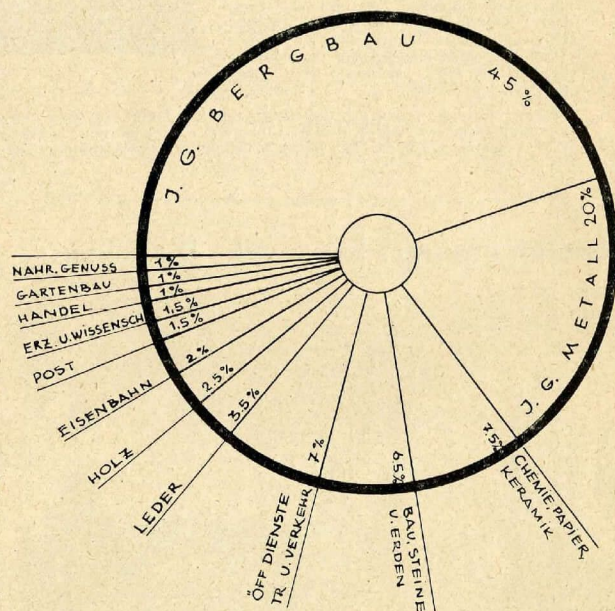 J. G. BERGBAU
45%
J. G. METALL 20%
7.5%
CHEMIE, PAPIER,
KERAMIK
6.5%
BAU, STEINE
U. ERDEN
7%
ÖFF DIENSTE
TR U. VERKEHR
3.5%
LEDER
2.5%
HOLZ
2%
EISENBAHN
1.5%
POST
1.5%
ERZ. U. WISSENSCH
1%
HANDEL
1%
GARTENBAU
1%
NAHR. GENUSS